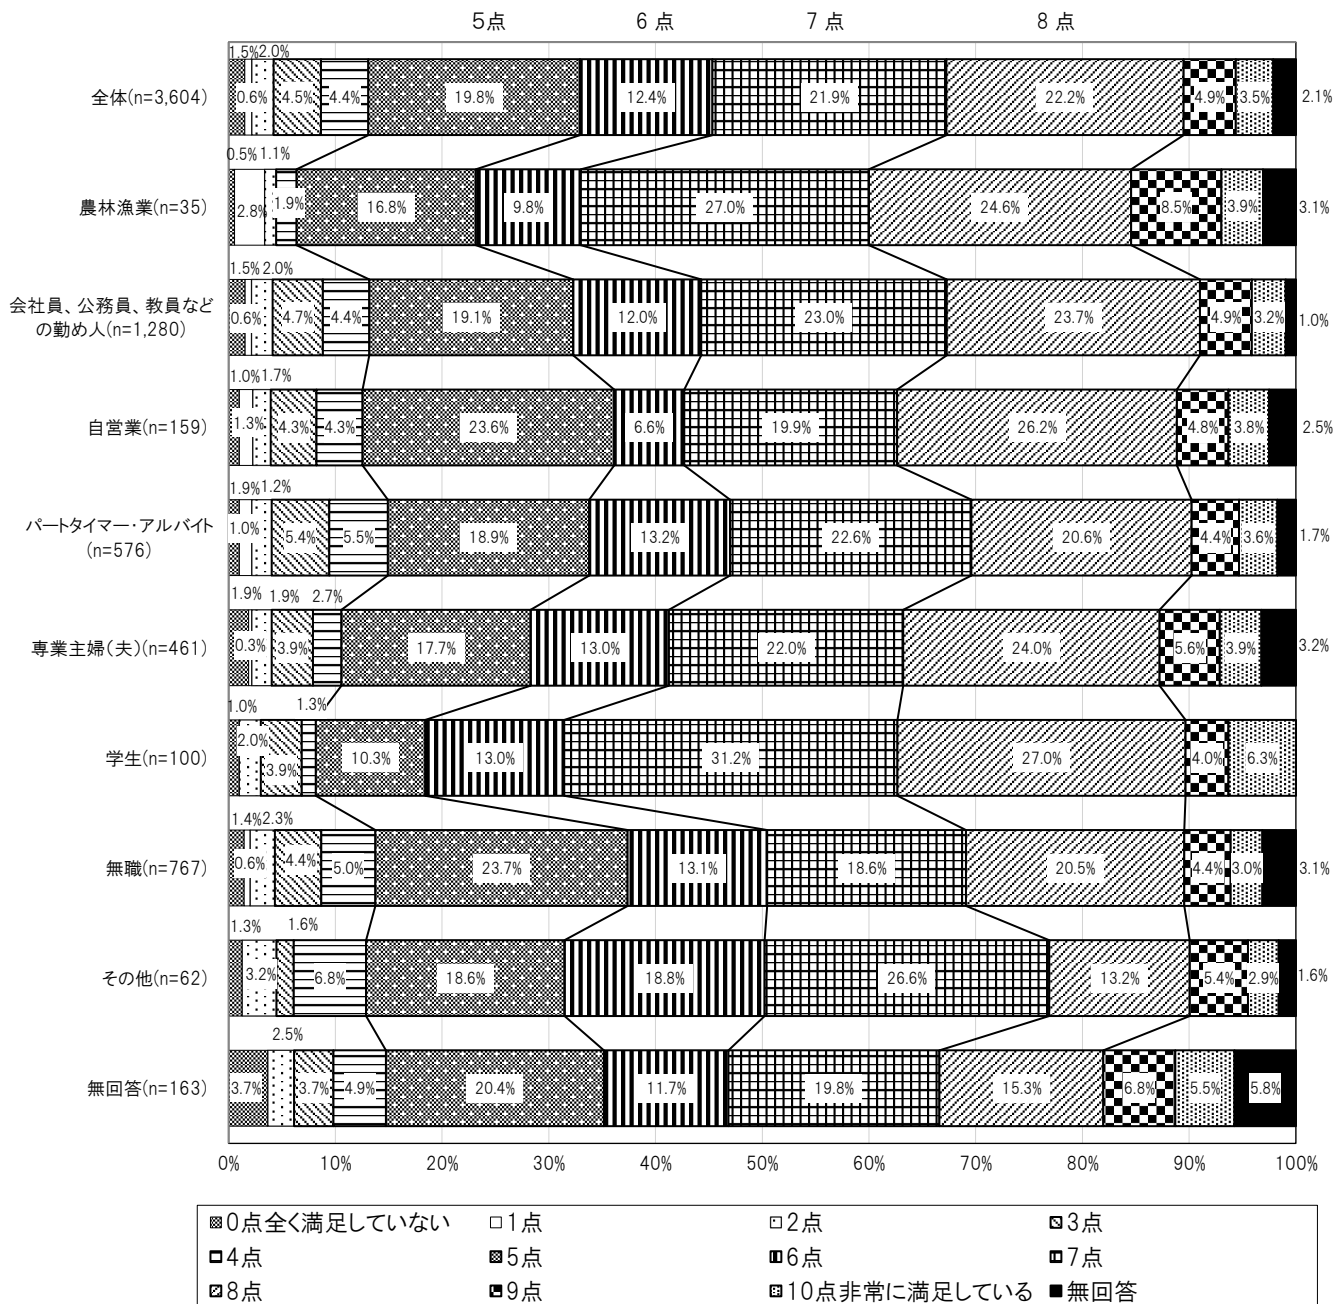 5点 6点 7点 8点
1.5% 2.0%
全体(n=3,604) 0.6% 4.5% 4.4% 19.8% 12.4% 21.9% 22.2% 4.9% 3.5% 2.1%
0.5% 1.1%
農林漁業(n=35) 2.8% 1.9% 16.8% 9.8% 27.0% 24.6% 8.5% 3.9% 3.1%
1.5% 2.0%
会社員、公務員、教員など
の勤め人(n=1,280) 0.6% 4.7% 4.4% 19.1% 12.0% 23.0% 23.7% 4.9% 3.2% 1.0%
1.0% 1.7%
自営業(n=159) 1.3% 4.3% 4.3% 23.6% 6.6% 19.9% 26.2% 4.8% 3.8% 2.5%
1.9% 1.2%
パートタイマー・アルバイト
(n=576) 1.0% 5.4% 5.5% 18.9% 13.2% 22.6% 20.6% 4.4% 3.6% 1.7%
1.9% 1.9% 2.7%
専業主婦(夫)(n=461) 0.3% 3.9% 17.7% 13.0% 22.0% 24.0% 5.6% 3.9% 3.2%
1.0% 1.3%
学生(n=100) 2.0% 3.9% 10.3% 13.0% 31.2% 27.0% 4.0% 6.3%
1.4% 2.3%
無職(n=767) 0.6% 4.4% 5.0% 23.7% 13.1% 18.6% 20.5% 4.4% 3.0% 3.1%
1.3% 1.6%
その他(n=62) 3.2% 6.8% 18.6% 18.8% 26.6% 13.2% 5.4% 2.9% 1.6%
2.5%
無回答(n=163) 3.7% 3.7% 4.9% 20.4% 11.7% 19.8% 15.3% 6.8% 5.5% 5.8%
0% 10% 20% 30% 40% 50% 60% 70% 80% 90% 100%
0点全く満足していない 1点 2点 3点
4点 5点 6点 7点
8点 9点 10点非常に満足している 無回答